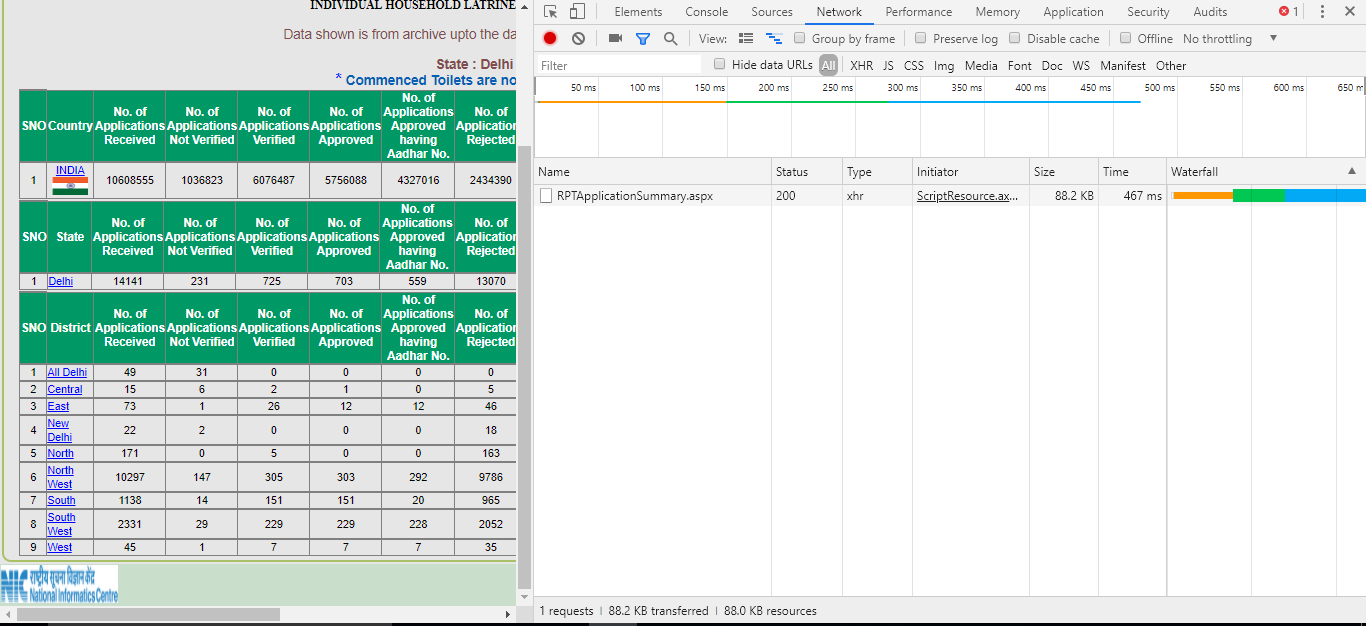 INDIVIDUAL HOUSEHOLD LATRINE
Data shown is from archive upto the da
State : Delhi
* Commenced Toilets are no
SNO Country No. of Applications Received No. of Applications Not Verified No. of Applications Verified No. of Applications Approved No. of Applications Approved having Aadhar No. No. of Application Rejected
1 INDIA 10608555 1036823 6076487 5756088 4327016 2434390
SNO State No. of Applications Received No. of Applications Not Verified No. of Applications Verified No. of Applications Approved No. of Applications Approved having Aadhar No. No. of Application Rejected
1 Delhi 14141 231 725 703 559 13070
SNO District No. of Applications Received No. of Applications Not Verified No. of Applications Verified No. of Applications Approved No. of Applications Approved having Aadhar No. No. of Application Rejected
1 All Delhi 49 31 0 0 0 0
2 Central 15 6 2 1 0 5
3 East 73 1 26 12 12 46
4 New Delhi 22 2 0 0 0 18
5 North 171 0 5 0 0 163
6 North West 10297 147 305 303 292 9786
7 South 1138 14 151 151 20 965
8 South West 2331 29 229 229 228 2052
9 West 45 1 7 7 7 35
NIC राष्ट्रीय सूचना विज्ञान केंद्र
National Informatics Centre
Elements Console Sources Network Performance Memory Application Security Audits 1
View: Group by frame Preserve log Disable cache Offline No throttling
Filter Hide data URLs All XHR JS CSS Img Media Font Doc WS Manifest Other
50 ms 100 ms 150 ms 200 ms 250 ms 300 ms 350 ms 400 ms 450 ms 500 ms 550 ms 600 ms 650 m
Name Status Type Initiator Size Time Waterfall
RPTApplicationSummary.aspx 200 xhr ScriptResource.ax... 88.2 KB 467 ms
1 requests | 88.2 KB transferred | 88.0 KB resources